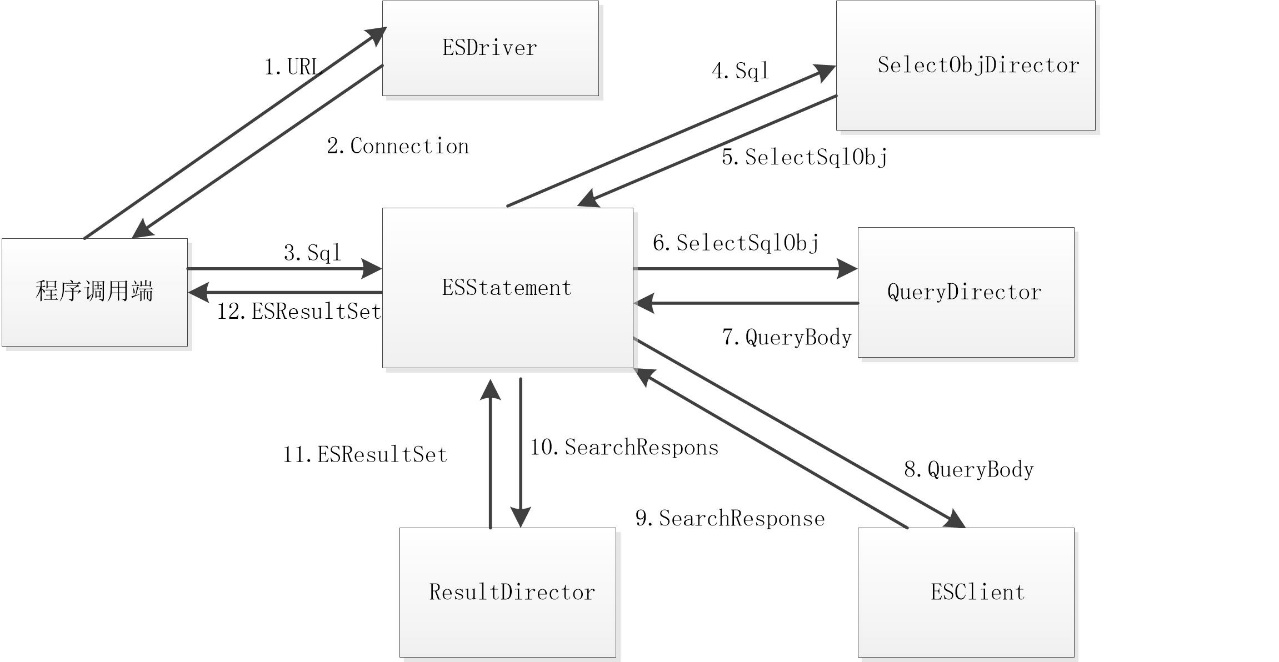 ESDriver
SelectObjDirector
1.URL
4.Sql
2.Connection
5.SelectSqlObj
3.Sql
6.SelectSqlObj
程序调用端
ESStatement
QueryDirector
12.ESResultSet
7.QueryBody
11.ESResultSet
10.SearchRespons
8.QueryBody
9.SearchResponse
ResultDirector
ESClient